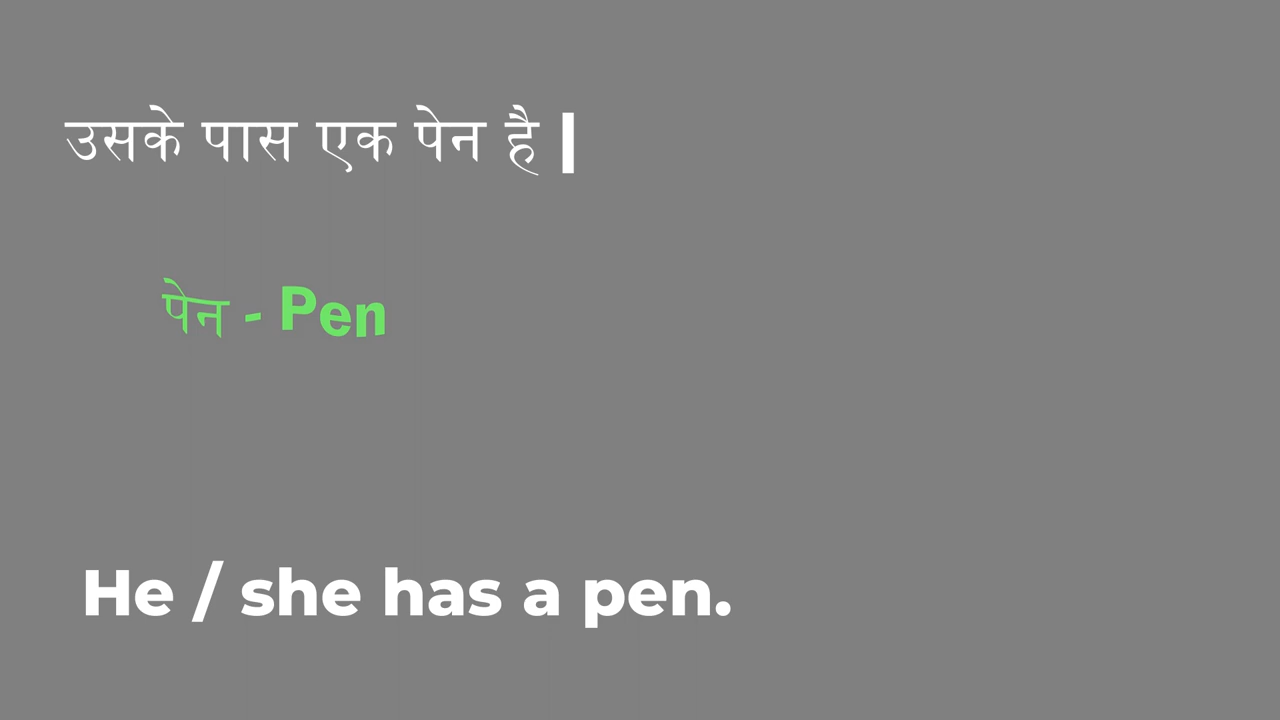 उसके पास एक पेन है |
पेन - Pen
He / she has a pen.